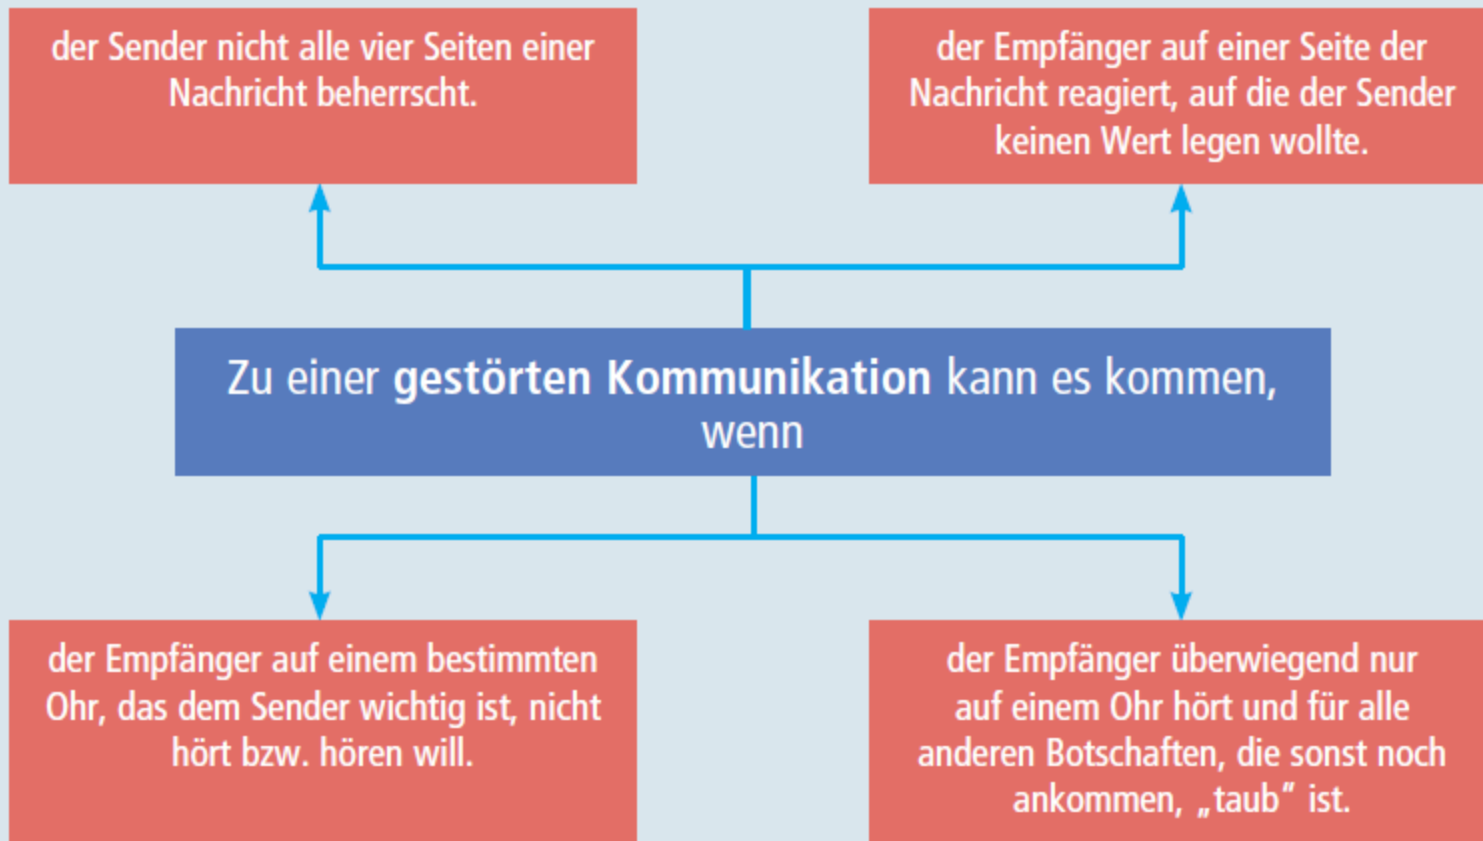 der Sender nicht alle vier Seiten einer
Nachricht beherrscht.
der Empfänger auf einer Seite der
Nachricht reagiert, auf die der Sender
keinen Wert legen wollte.
Zu einer gestörten Kommunikation kann es kommen,
wenn
der Empfänger auf einem bestimmten
Ohr, das dem Sender wichtig ist, nicht
hört bzw. hören will.
der Empfänger überwiegend nur
auf einem Ohr hört und für alle
anderen Botschaften, die sonst noch
ankommen, „taub“ ist.